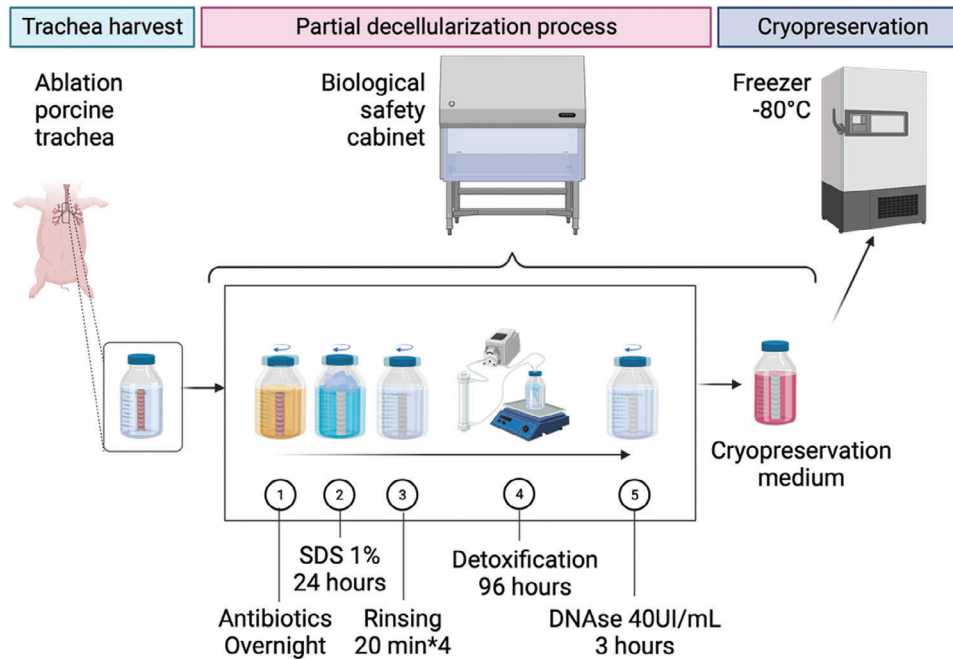 Trachea harvest
Partial decellularization process
Cryopreservation
Ablation
porcine
trachea
Biological
safety
cabinet
Freezer
-80°C
Cryopreservation
medium
1
2
3
4
5
SDS 1%
24 hours
Detoxification
96 hours
Antibiotics
Overnight
Rinsing
20 min*4
DNAse 40UI/mL
3 hours